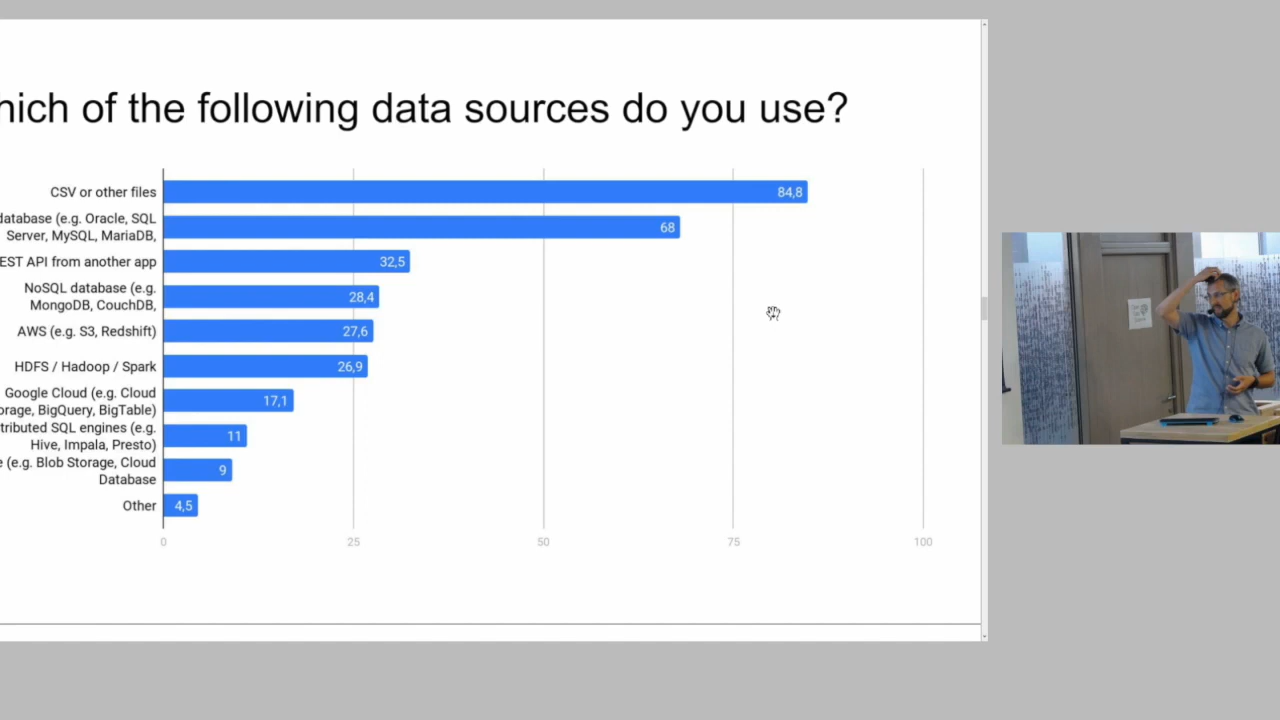 hich of the following data sources do you use?
CSV or other files
84,8
database (e.g. Oracle, SQL
Server, MySQL, MariaDB,
68
EST API from another app
32,5
NoSQL database (e.g.
MongoDB, CouchDB,
28,4
AWS (e.g. S3, Redshift)
27,6
HDFS / Hadoop / Spark
26,9
Google Cloud (e.g. Cloud
orage, BigQuery, BigTable)
17,1
tributed SQL engines (e.g.
Hive, Impala, Presto)
11
e (e.g. Blob Storage, Cloud
Database
9
Other
4,5
0 25 50 75 100